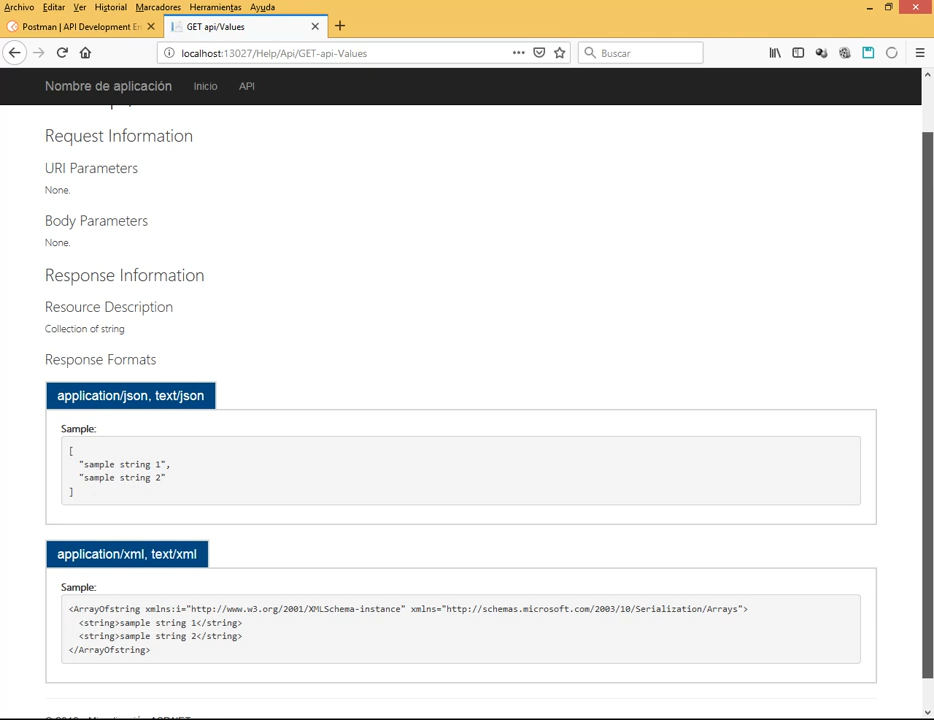 Archivo Editar Ver Historial Marcadores Herramientas Ayuda
Postman | API Development En
GET api/Values
localhost:13027/Help/Api/GET-api-Values
Buscar
Nombre de aplicación Inicio API
Request Information
URI Parameters
None.
Body Parameters
None.
Response Information
Resource Description
Collection of string
Response Formats
application/json, text/json
Sample:
[
"sample string 1",
"sample string 2"
]
application/xml, text/xml
Sample:
<ArrayOfstring xmlns:i="http://www.w3.org/2001/XMLSchema-instance" xmlns="http://schemas.microsoft.com/2003/10/Serialization/Arrays">
<string>sample string 1</string>
<string>sample string 2</string>
</ArrayOfstring>